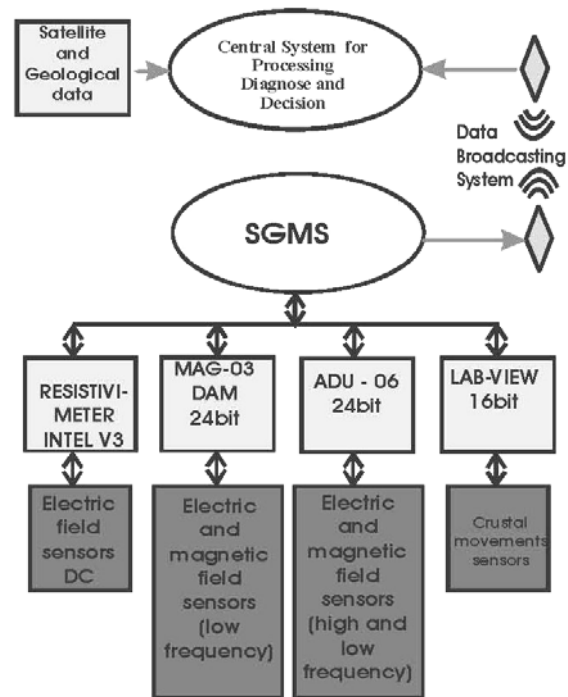 Satellite
and
Geological
data
Central System for
Processing
Diagnose and
Decision
Data
Broadcasting
System
SGMS
RESISTIVI-
METER
INTEL V3
MAG-03
DAM
24bit
ADU - 06
24bit
LAB-VIEW
16bit
Electric
field
sensors
DC
Electric
and
magnetic
field
sensors
(low
frequency)
Electric
and
magnetic
field
sensors
(high and
low
frequency)
Crustal
movements
sensors